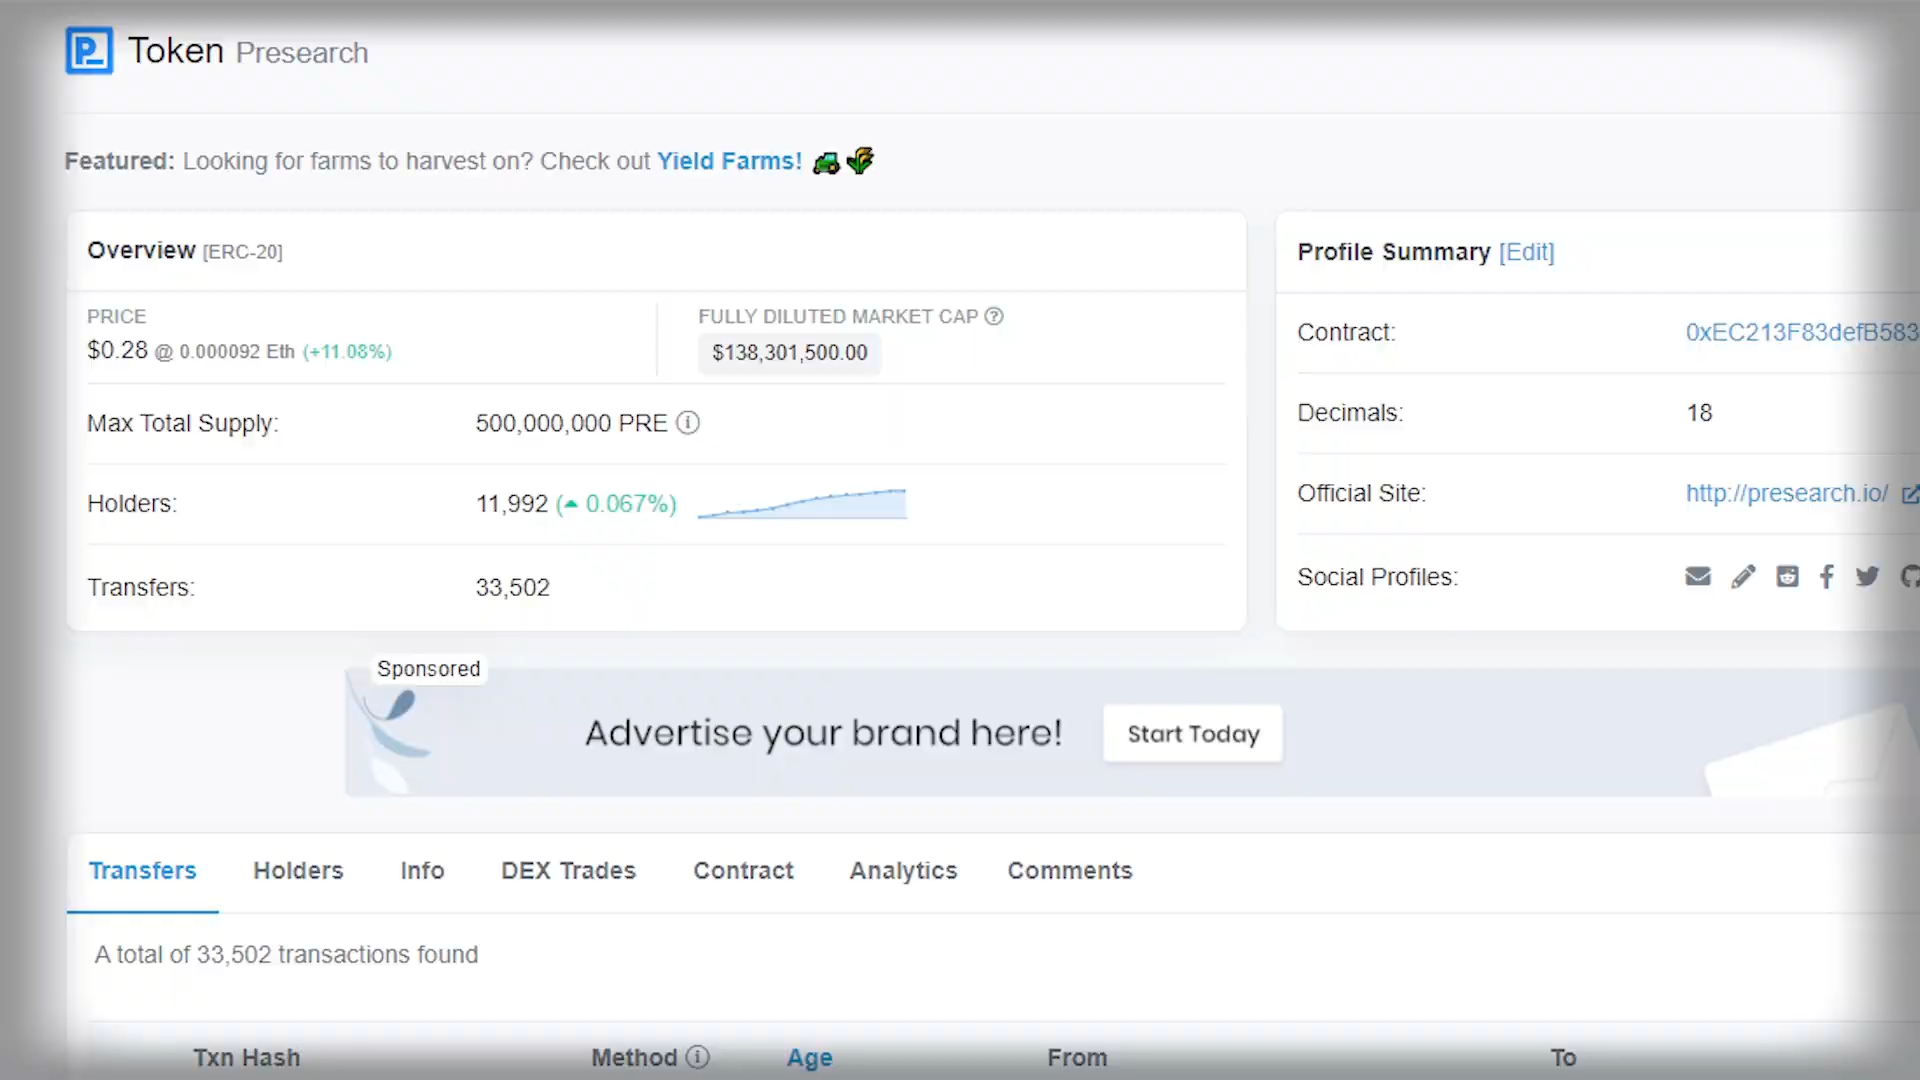 Token Presearch
Featured: Looking for farms to harvest on? Check out Yield Farms!
Overview [ERC-20]
PRICE
$0.28 @ 0.000092 Eth (+11.08%)
FULLY DILUTED MARKET CAP
$138,301,500.00
Max Total Supply: 500,000,000 PRE
Holders: 11,992 (0.067%)
Transfers: 33,502
Profile Summary [Edit]
Contract: 0xEC213F83defB583
Decimals: 18
Official Site: http://presearch.io/
Social Profiles:
Sponsored
Advertise your brand here! Start Today
Transfers Holders Info DEX Trades Contract Analytics Comments
A total of 33,502 transactions found
Txn Hash Method Age From To